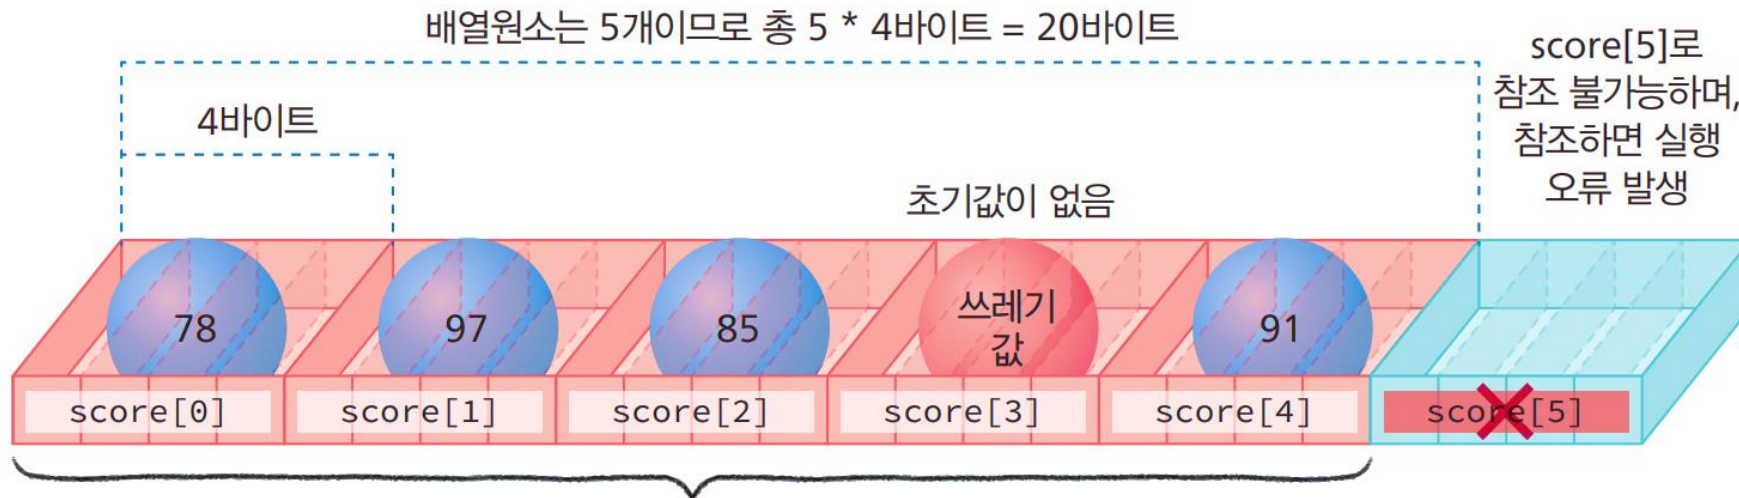 배열원소는 5개이므로 총 5 * 4바이트 = 20바이트
score[5]로
참조 불가능하며,
참조하면 실행
오류 발생
4바이트
초기값이 없음
78
97
85
쓰레기
값
91
score[0]
score[1]
score[2]
score[3]
score[4]
score[5]